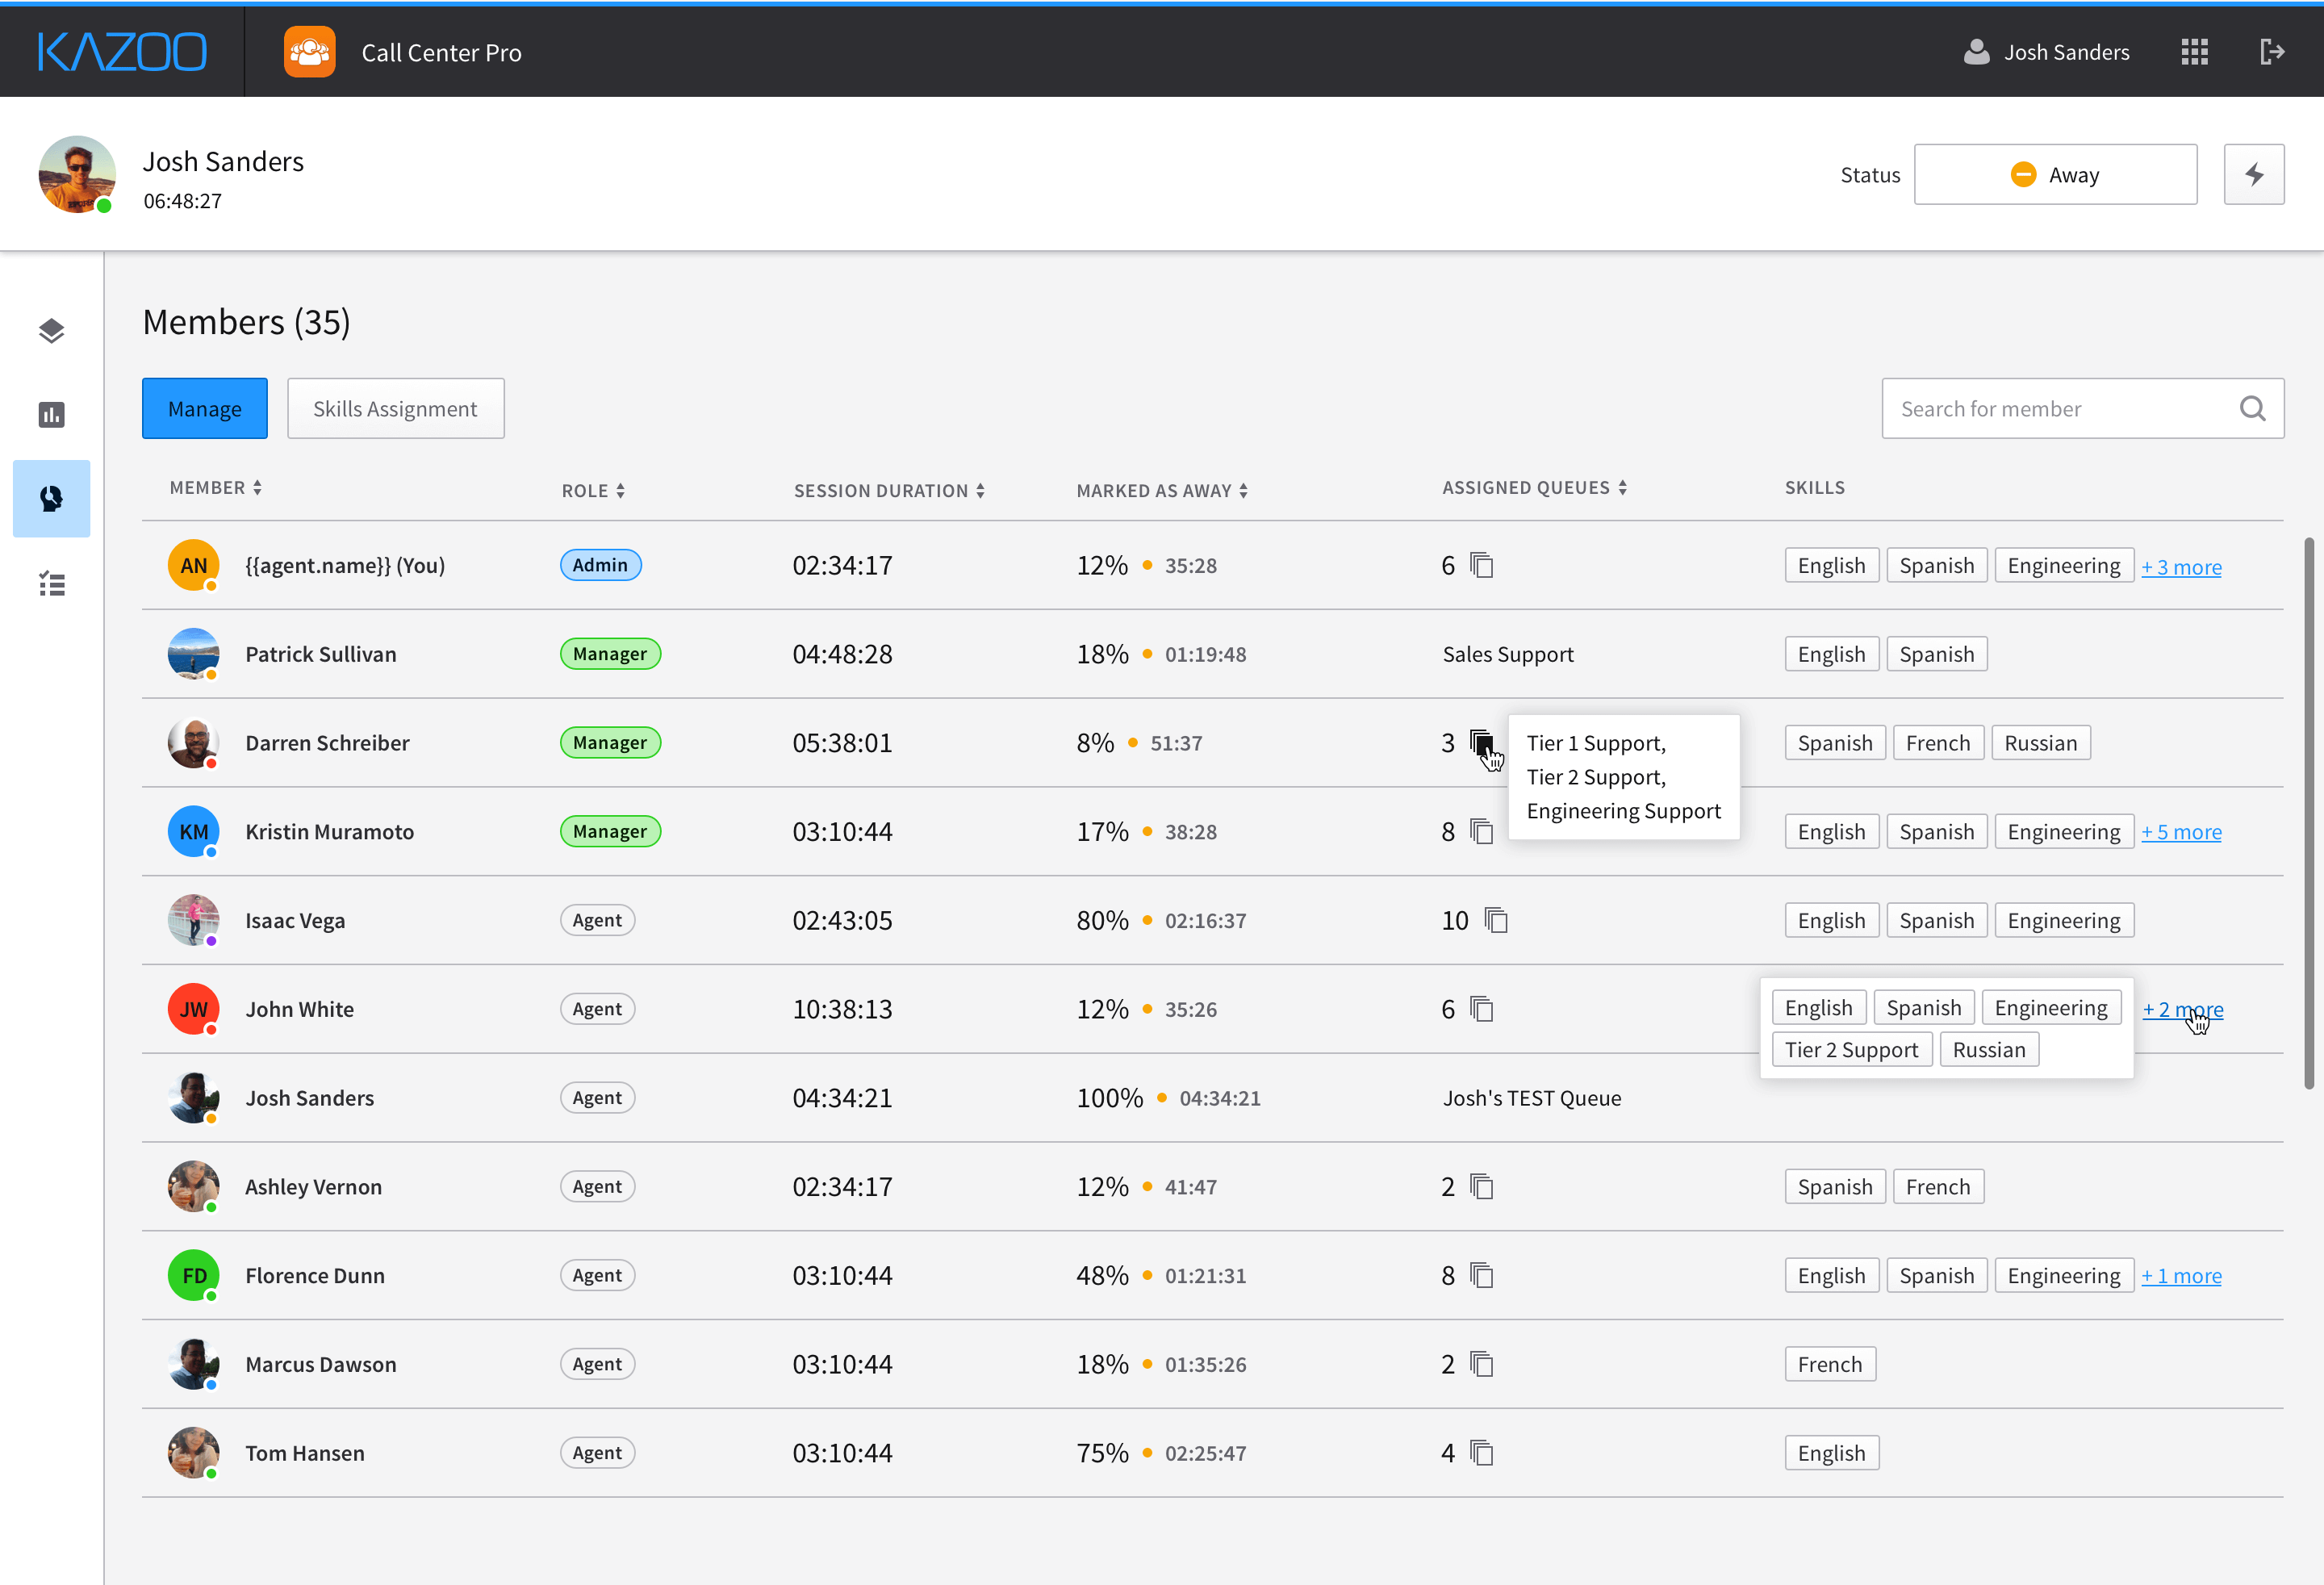 KAZOO
Call Center Pro
Josh Sanders
Josh Sanders
06:48:27
Status
Away
Members (35)
Manage
Skills Assignment
Search for member
MEMBER ROLE SESSION DURATION MARKED AS AWAY ASSIGNED QUEUES SKILLS
AN {{agent.name}} (You) Admin 02:34:17 12% 35:28 6 English Spanish Engineering + 3 more
Patrick Sullivan Manager 04:48:28 18% 01:19:48 Sales Support English Spanish
Darren Schreiber Manager 05:38:01 8% 51:37 3 Spanish French Russian
Tier 1 Support,
Tier 2 Support,
Engineering Support
KM Kristin Muramoto Manager 03:10:44 17% 38:28 8 English Spanish Engineering + 5 more
Isaac Vega Agent 02:43:05 80% 02:16:37 10 English Spanish Engineering
JW John White Agent 10:38:13 12% 35:26 6 English Spanish Engineering + 2 more
Tier 2 Support Russian
Josh Sanders Agent 04:34:21 100% 04:34:21 Josh's TEST Queue
Ashley Vernon Agent 02:34:17 12% 41:47 2 Spanish French
FD Florence Dunn Agent 03:10:44 48% 01:21:31 8 English Spanish Engineering + 1 more
Marcus Dawson Agent 03:10:44 18% 01:35:26 2 French
Tom Hansen Agent 03:10:44 75% 02:25:47 4 English